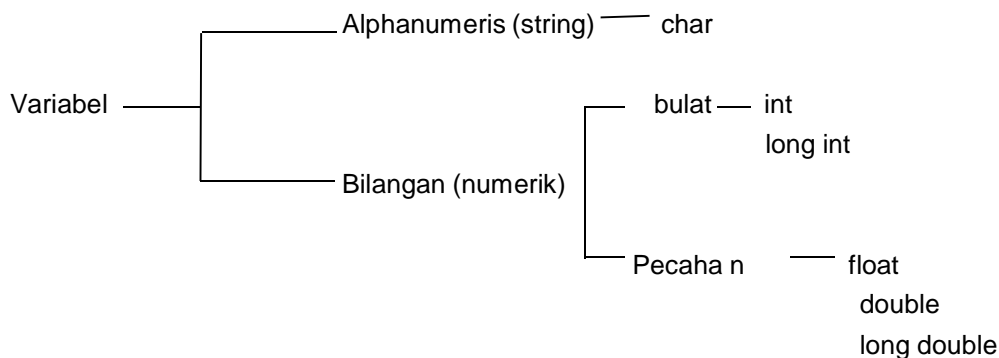 Alphanumeris (string) char
Variabel bulat int
long int
Bilangan (numerik)
Pecaha n float
double
long double